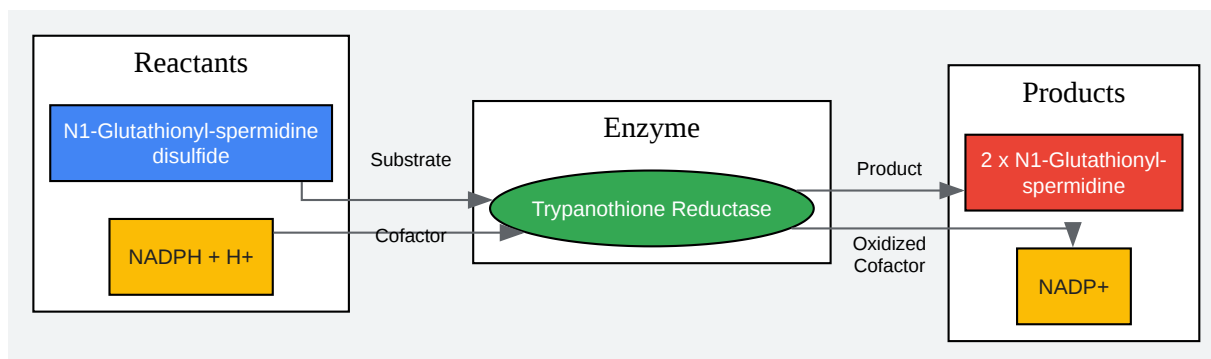 Reactants
N1-Glutathionyl-spermidine
disulfide
NADPH + H+
Substrate
Cofactor
Enzyme
Trypanothione Reductase
Product
Oxidized
Cofactor
Products
2 x N1-Glutathionyl-
spermidine
NADP+